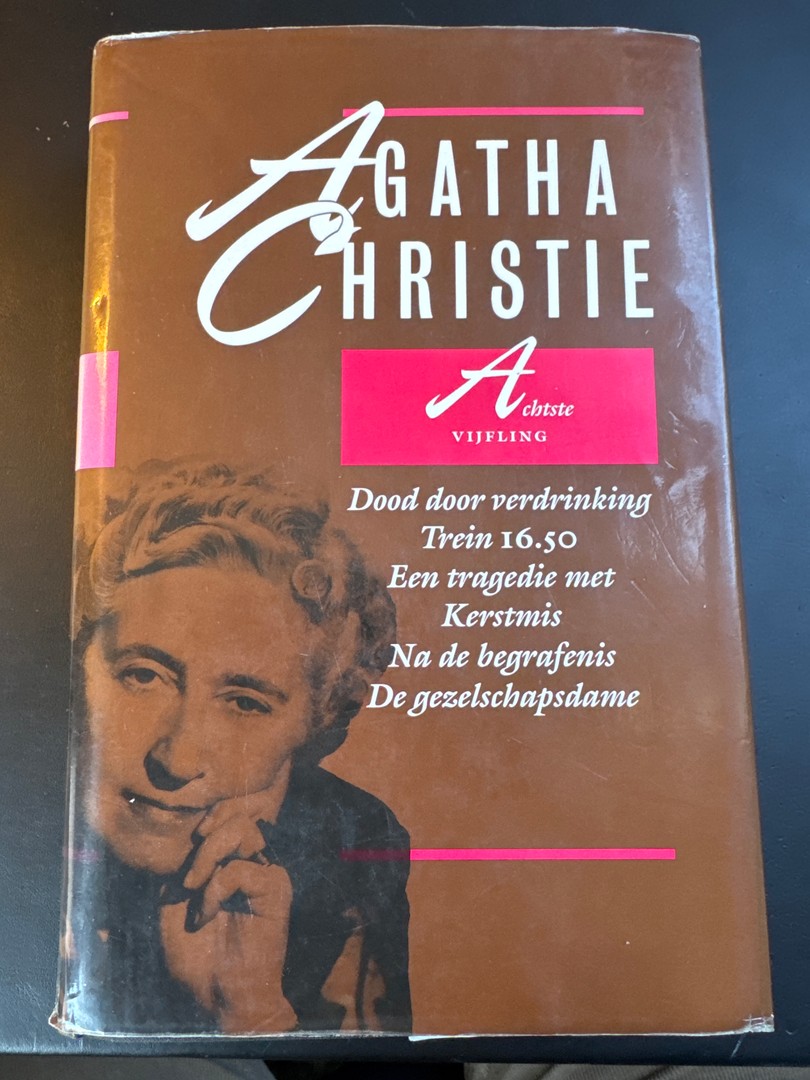 AGATHA
CHRISTIE
Achtste
VIJFLING
Dood door verdrinking
Trein 16.50
Een tragedie met
Kerstmis
Na de begrafenis
De gezelschapsdame